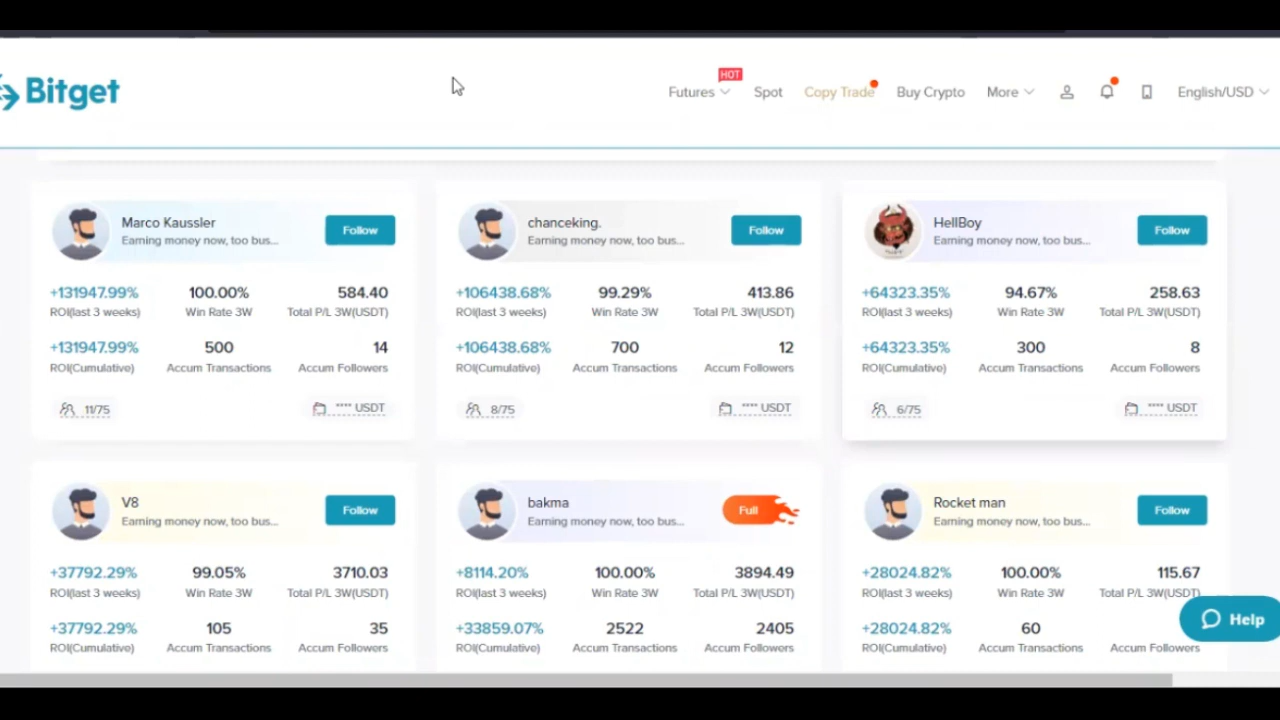 Bitget
HOT
Futures Spot Copy Trade Buy Crypto More English/USD
Marco Kaussler
Earning money now, too bus...
Follow
+131947.99% 100.00% 584.40
ROI(last 3 weeks) Win Rate 3W Total P/L 3W(USDT)
+131947.99% 500 14
ROI(Cumulative) Accum Transactions Accum Followers
11/75 **** USDT
chanceking.
Earning money now, too bus...
Follow
+106438.68% 99.29% 413.86
ROI(last 3 weeks) Win Rate 3W Total P/L 3W(USDT)
+106438.68% 700 12
ROI(Cumulative) Accum Transactions Accum Followers
8/75 **** USDT
HellBoy
Earning money now, too bus...
Follow
+64323.35% 94.67% 258.63
ROI(last 3 weeks) Win Rate 3W Total P/L 3W(USDT)
+64323.35% 300 8
ROI(Cumulative) Accum Transactions Accum Followers
6/75 **** USDT
V8
Earning money now, too bus...
Follow
+37792.29% 99.05% 3710.03
ROI(last 3 weeks) Win Rate 3W Total P/L 3W(USDT)
+37792.29% 105 35
ROI(Cumulative) Accum Transactions Accum Followers
bakma
Earning money now, too bus...
Full
+8114.20% 100.00% 3894.49
ROI(last 3 weeks) Win Rate 3W Total P/L 3W(USDT)
+33859.07% 2522 2405
ROI(Cumulative) Accum Transactions Accum Followers
Rocket man
Earning money now, too bus...
Follow
+28024.82% 100.00% 115.67
ROI(last 3 weeks) Win Rate 3W Total P/L 3W(USDT)
+28024.82% 60
ROI(Cumulative) Accum Transactions Accum Followers
Help